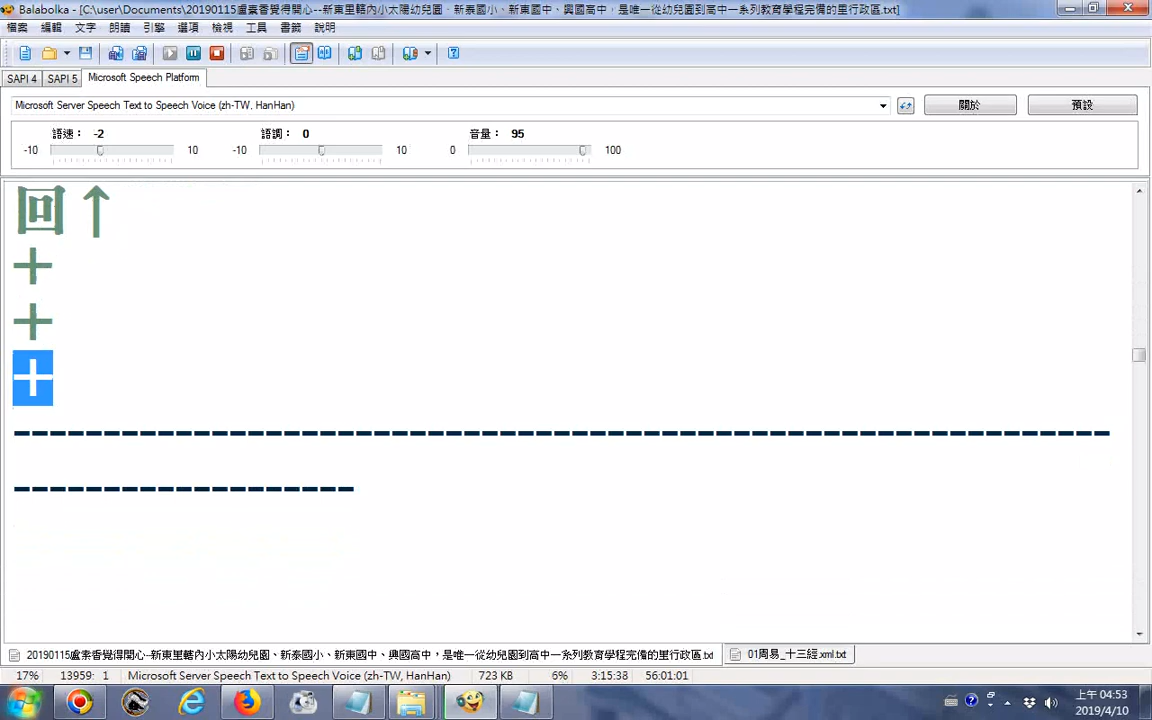 Balabolka - [C:\user\Documents\20190115盧素香覺得開心--新東里轄內小太陽幼兒園、新泰國小、新東國中、興國高中，是唯一從幼兒園到高中一系列教育學程完備的里行政區.txt]
檔案 編輯 文字 朗讀 引擎 選項 檢視 工具 書籤 說明
SAPI 4 SAPI 5 Microsoft Speech Platform
Microsoft Server Speech Text to Speech Voice (zh-TW, HanHan) 關於 預設
語速： -2 語調： 0 音量： 95
-10 10 -10 10 0 100
回↑
＋
＋
＋
-------------------------------------------------------------
-------------------
20190115盧素香覺得開心--新東里轄內小太陽幼兒園、新泰國小、新東國中、興國高中，是唯一從幼兒園到高中一系列教育學程完備的里行政區.txt 01周易_十三經.xml.txt
17% 13959: 1 Microsoft Server Speech Text to Speech Voice (zh-TW, HanHan) 723 KB 6% 3:15:38 56:01:01
上午 04:53
2019/4/10